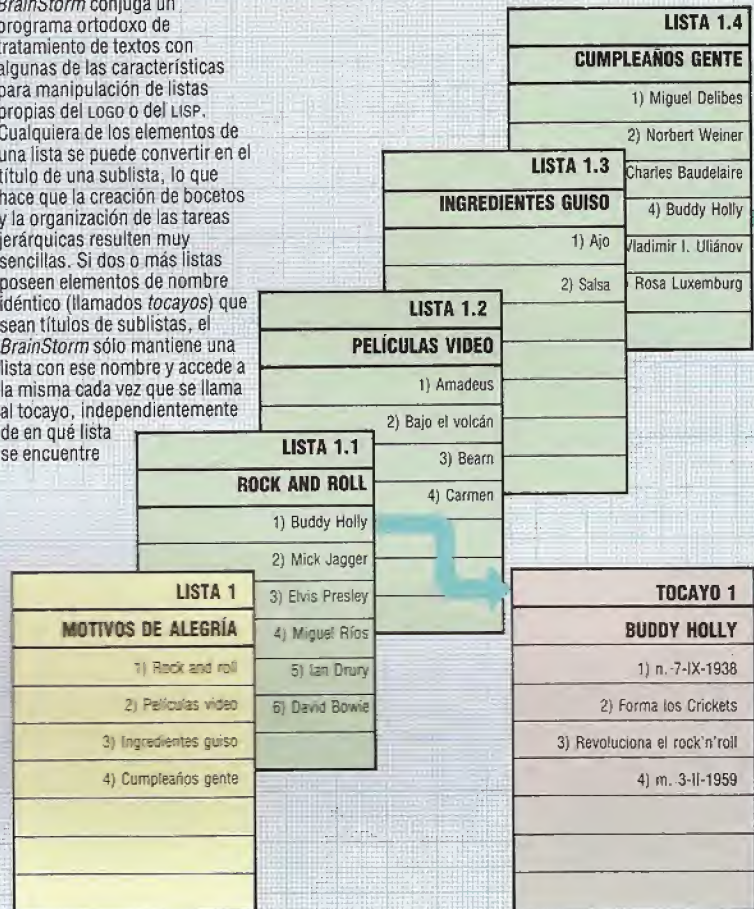 BrainStorm conjuga un
programa ortodoxo de
tratamiento de textos con
algunas de las características
para manipulación de listas
propias del LOGO o del LISP.
Cualquiera de los elementos de
una lista se puede convertir en el
título de una sublista, lo que
hace que la creación de bocetos
y la organización de las tareas
jerárquicas resulten muy
sencillas. Si dos o más listas
poseen elementos de nombre
idéntico (llamados tocayos) que
sean títulos de sublistas, el
BrainStorm sólo mantiene una
lista con ese nombre y accede a
la misma cada vez que se llama
al tocayo, independientemente
de en qué lista
se encuentre
LISTA 1.4
CUMPLEAÑOS GENTE
1) Miguel Delibes
2) Norbert Weiner
Charles Baudelaire
4) Buddy Holly
Vladimir I. Uliánov
Rosa Luxemburg
LISTA 1.3
INGREDIENTES GUISO
1) Ajo
2) Salsa
LISTA 1.2
PELÍCULAS VIDEO
1) Amadeus
2) Bajo el volcán
3) Bearn
4) Carmen
LISTA 1.1
ROCK AND ROLL
1) Buddy Holly
2) Mick Jagger
3) Elvis Presley
4) Miguel Ríos
5) Ian Drury
6) David Bowie
LISTA 1
MOTIVOS DE ALEGRÍA
1) Rock and roll
2) Películas video
3) Ingredientes guiso
4) Cumpleaños gente
TOCAYO 1
BUDDY HOLLY
1) n.-7-IX-1938
2) Forma los Crickets
3) Revoluciona el rock'n'roll
4) m. 3-II-1959